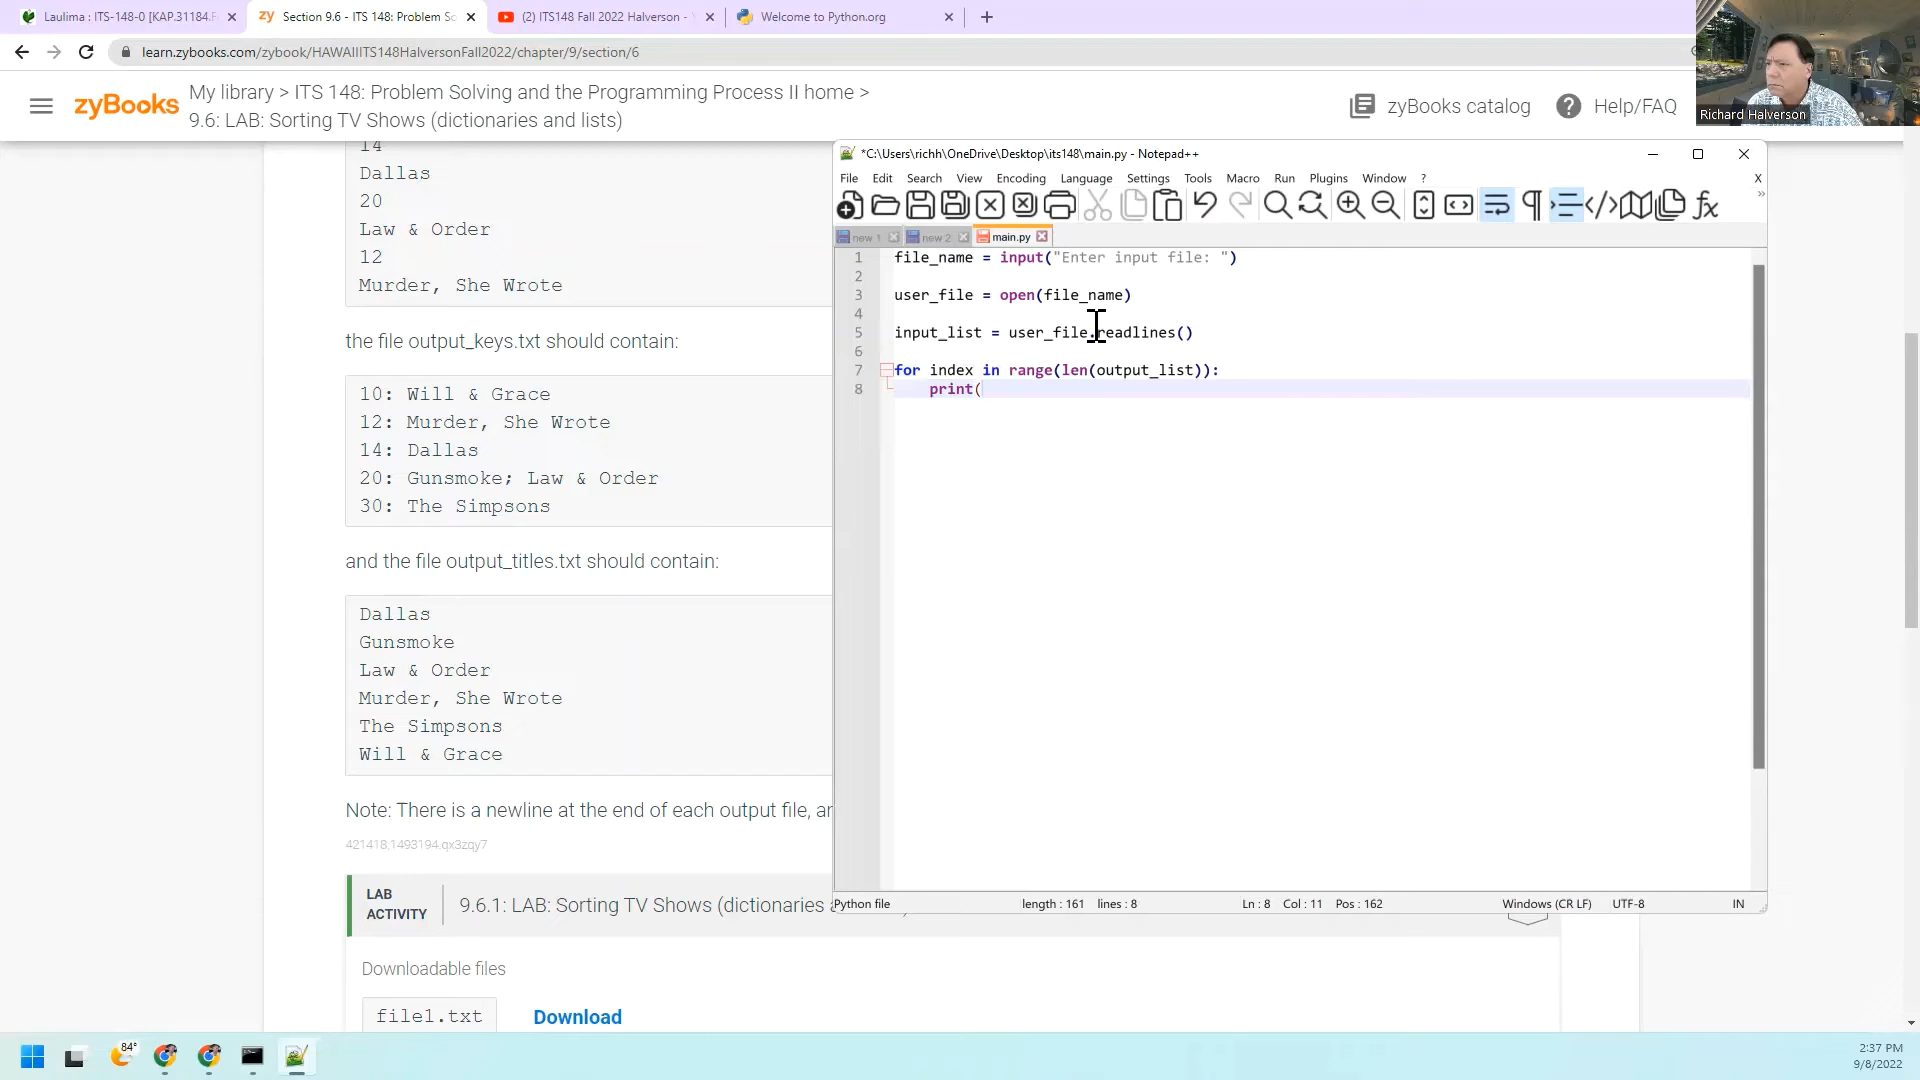 Laulima : ITS-148-0 [KAP.31184.F
Section 9.6 - ITS 148: Problem So
(2) ITS148 Fall 2022 Halverson -
Welcome to Python.org
learn.zybooks.com/zybook/HAWAIIITS148HalversonFall2022/chapter/9/section/6
zyBooks
My library > ITS 148: Problem Solving and the Programming Process II home >
9.6: LAB: Sorting TV Shows (dictionaries and lists)
zyBooks catalog
Help/FAQ
Richard Halverson
14
Dallas
20
Law & Order
12
Murder, She Wrote
the file output_keys.txt should contain:
10: Will & Grace
12: Murder, She Wrote
14: Dallas
20: Gunsmoke; Law & Order
30: The Simpsons
and the file output_titles.txt should contain:
Dallas
Gunsmoke
Law & Order
Murder, She Wrote
The Simpsons
Will & Grace
Note: There is a newline at the end of each output file, an
421418.1493194.qx3zqy7
LAB
ACTIVITY
9.6.1: LAB: Sorting TV Shows (dictionaries a
Downloadable files
file1.txt
Download
*C:\Users\richh\OneDrive\Desktop\its148\main.py - Notepad++
File Edit Search View Encoding Language Settings Tools Macro Run Plugins Window ?
X
new 1
new 2
main.py
1 file_name = input("Enter input file: ")
2
3 user_file = open(file_name)
4
5 input_list = user_file.readlines()
6
7 for index in range(len(output_list)):
8 print(
Python file
length : 161 lines : 8
Ln : 8 Col : 11 Pos : 162
Windows (CR LF)
UTF-8
IN
84°
2:37 PM
9/8/2022